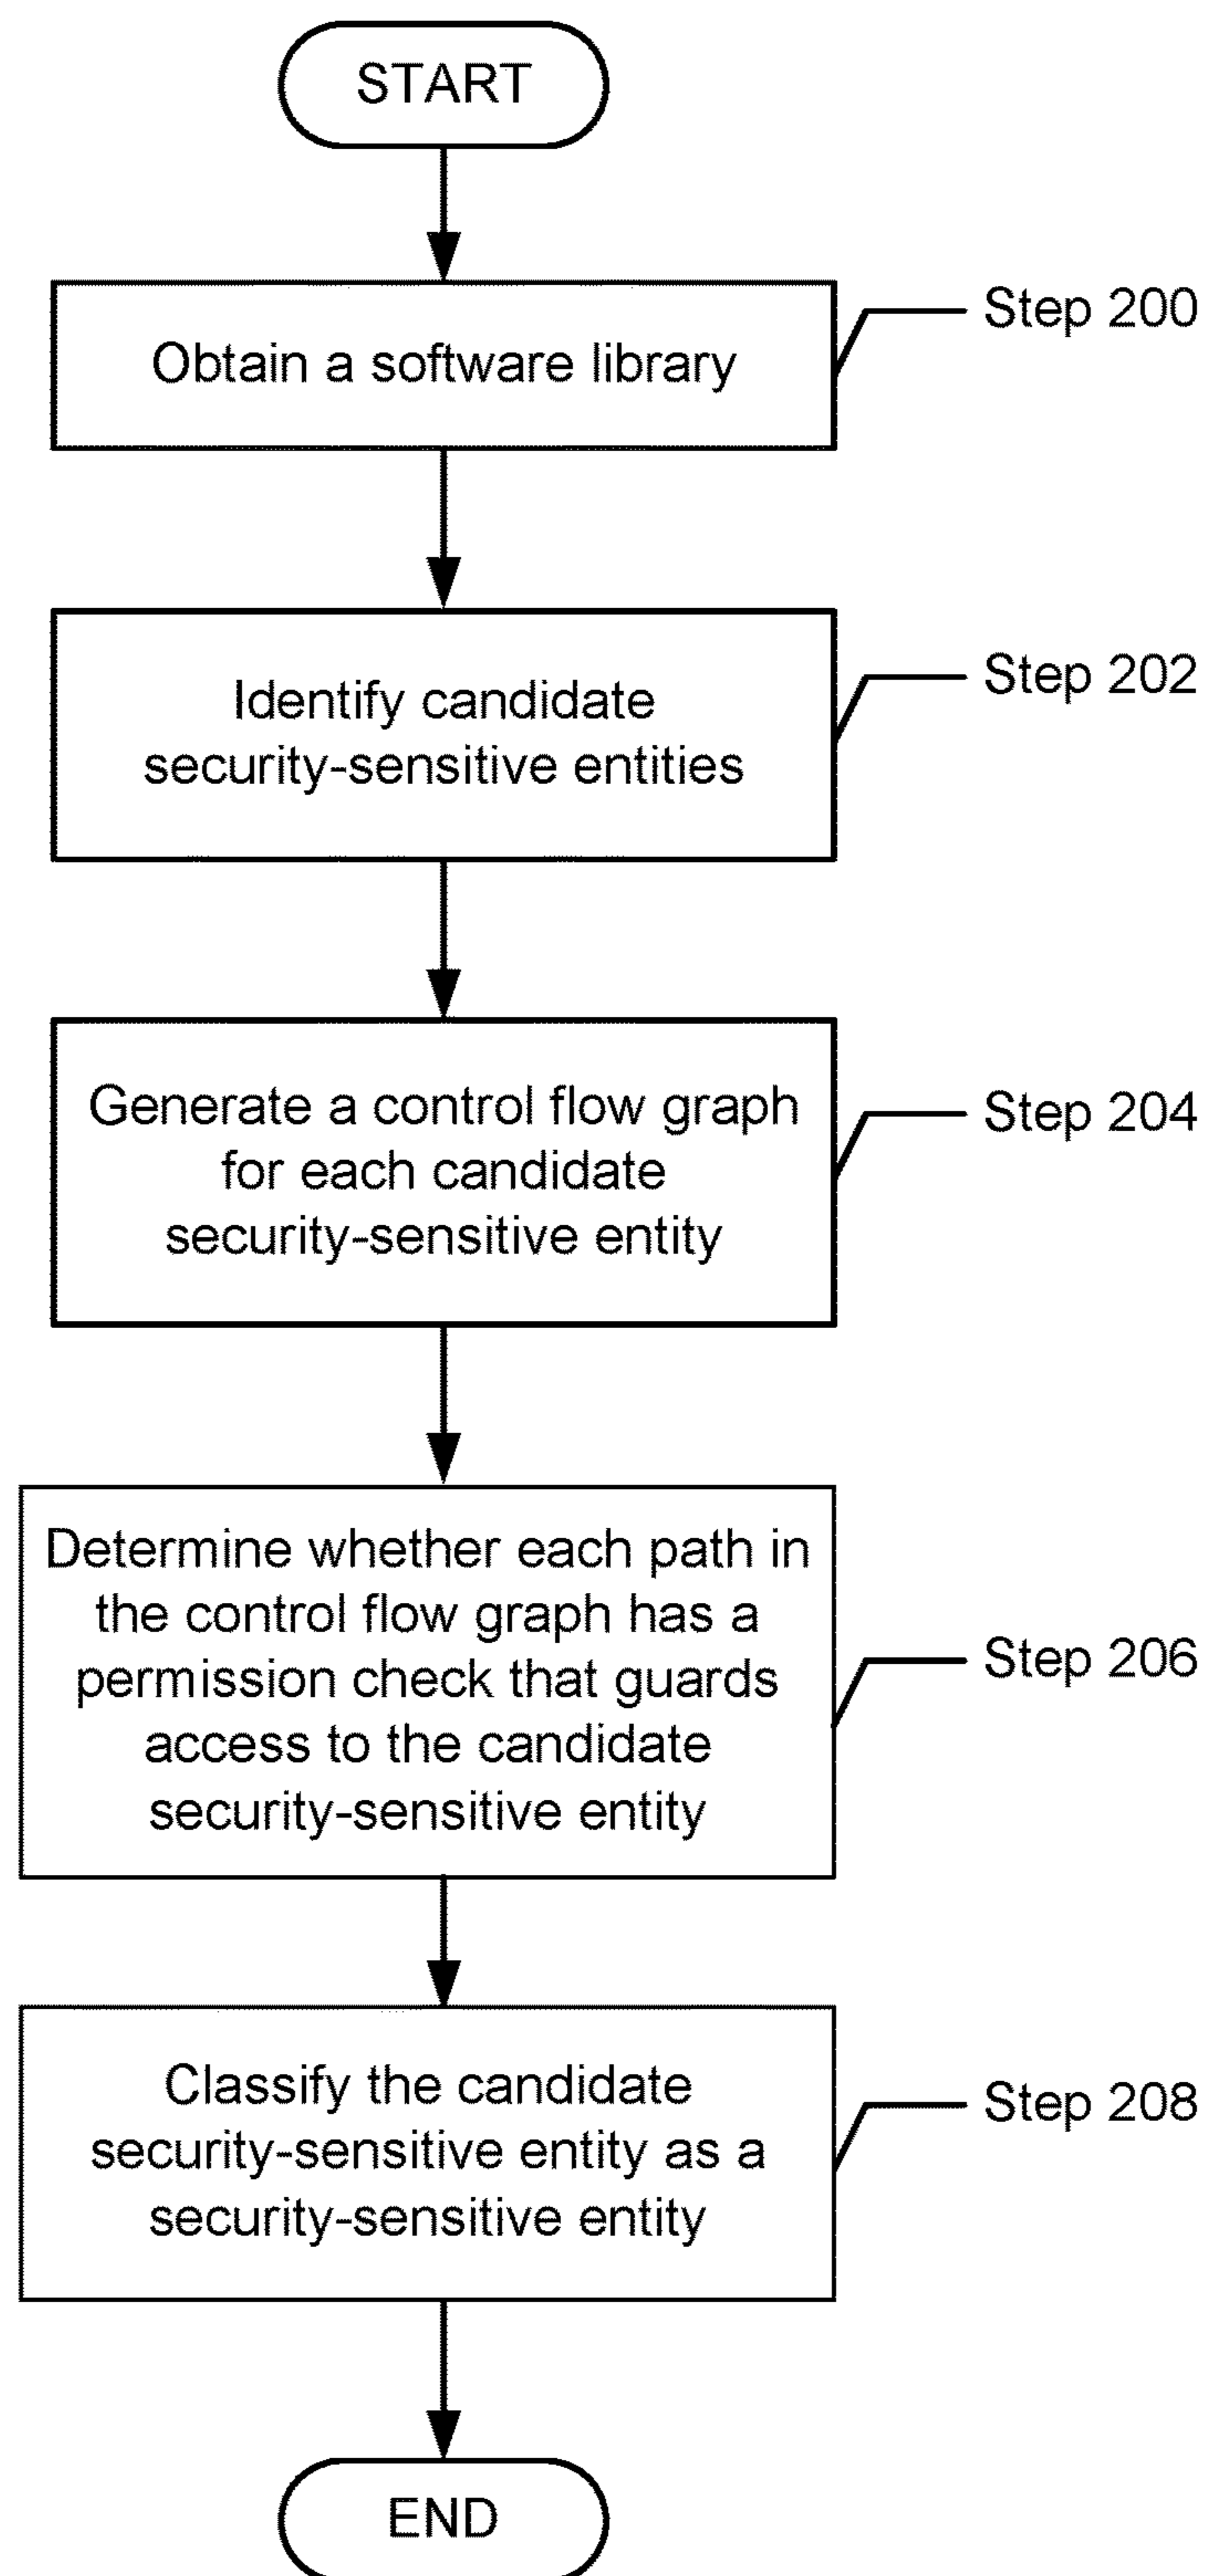 START
Obtain a software library
Step 200
Identify candidate
security-sensitive entities
Step 202
Generate a control flow graph
for each candidate
security-sensitive entity
Step 204
Determine whether each path in
the control flow graph has a
permission check that guards
access to the candidate
security-sensitive entity
Step 206
Classify the candidate
security-sensitive entity as a
security-sensitive entity
Step 208
END